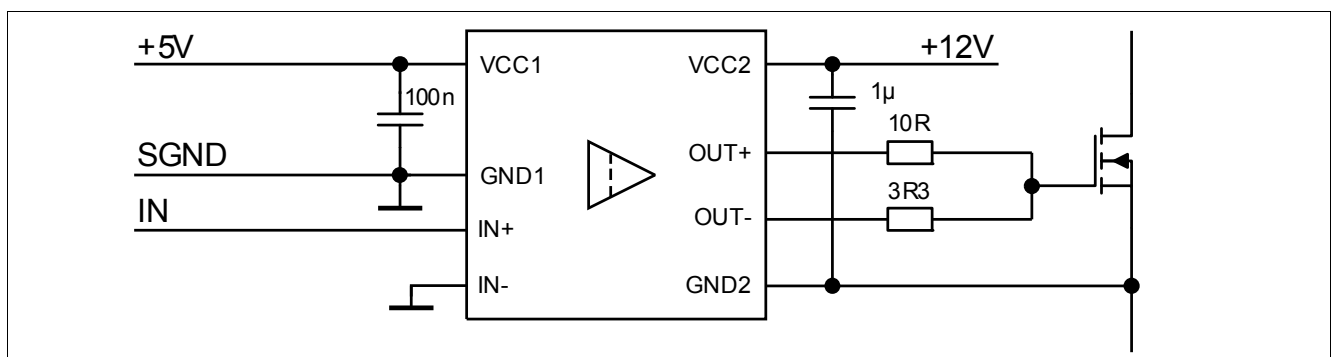 +5V
VCC1
VCC2
+12V
100n
1µ
10R
SGND
OUT+
GND1
3R3
IN
IN+
OUT-
IN-
GND2